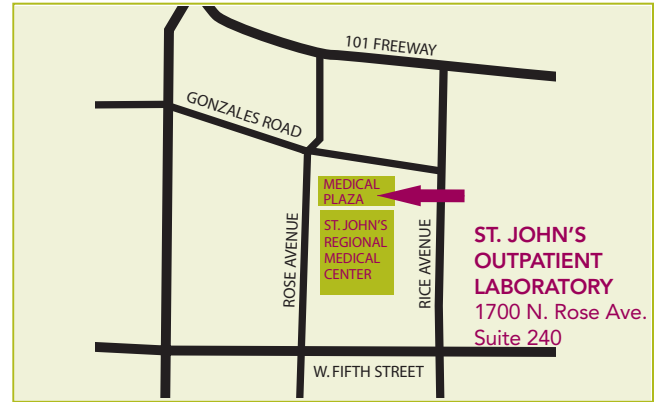 101 FREEWAY
GONZALES ROAD
MEDICAL
PLAZA
ST. JOHN'S
REGIONAL
MEDICAL
CENTER
ROSE AVENUE
RICE AVENUE
ST. JOHN'S
OUTPATIENT
LABORATORY
1700 N. Rose Ave.
Suite 240
W. FIFTH STREET